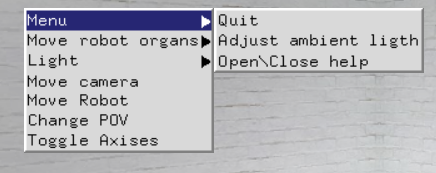 Menu
Move robot organs
Light
Move camera
Move Robot
Change POV
Toggle Axises
Quit
Adjust ambient ligth
Open\Close help